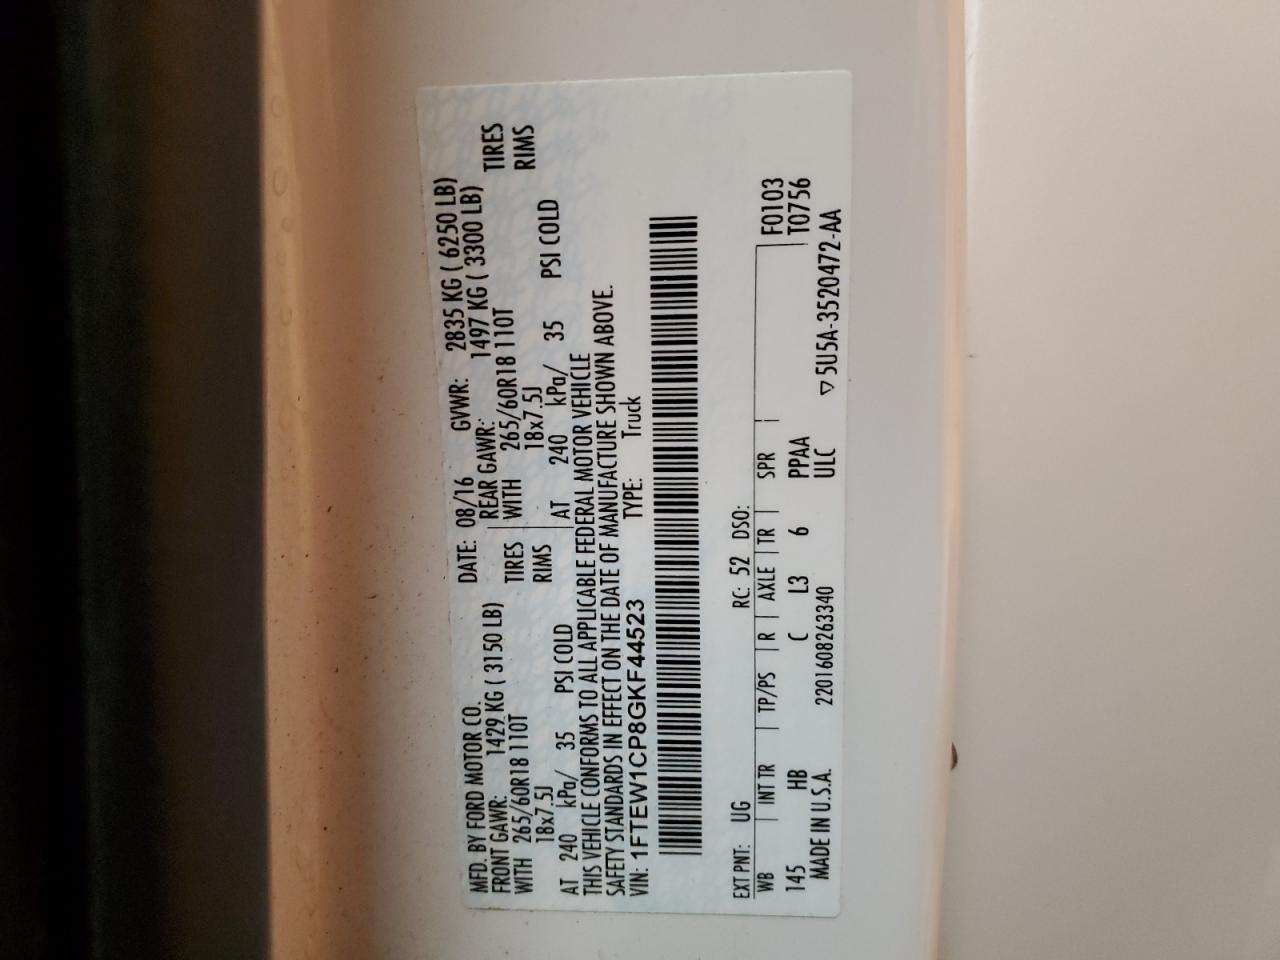 MFD. BY FORD MOTOR CO. DATE: 08/16 GVWR: 2835 KG ( 6250 LB)
FRONT GAWR: 1429 KG ( 3150 LB) REAR GAWR: 1497 KG ( 3300 LB)
WITH 265/60R18 110T TIRES WITH 265/60R18 110T TIRES
18x7.5J RIMS 18x7.5J RIMS
AT 240 kPa/ 35 PSI COLD AT 240 kPa/ 35 PSI COLD
THIS VEHICLE CONFORMS TO ALL APPLICABLE FEDERAL MOTOR VEHICLE
SAFETY STANDARDS IN EFFECT ON THE DATE OF MANUFACTURE SHOWN ABOVE.
VIN: 1FTEW1CP8GKF44523 TYPE: Truck
EXT PNT: UG RC: 52 DSO:
WB INT TR TP/PS R AXLE TR SPR F0103
145 HB C L3 6 PPAA T0756
MADE IN U.S.A. 2201608263340 ULC ▽5U5A-3520472-AA